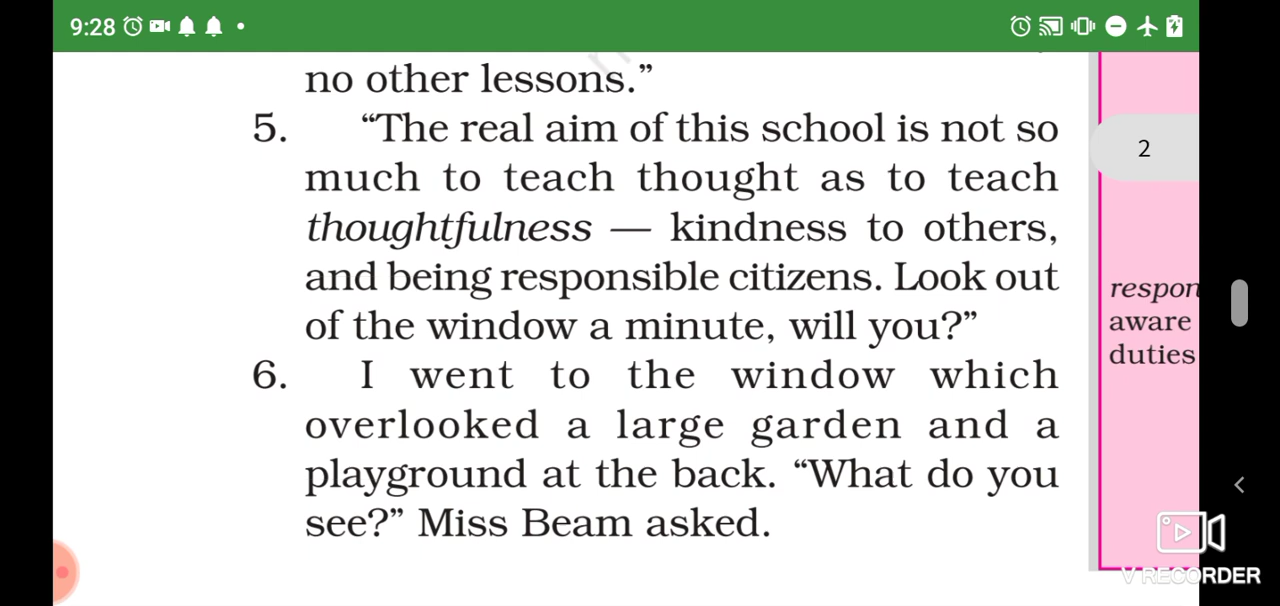 9:28
no other lessons.”
5. “The real aim of this school is not so
much to teach thought as to teach
thoughtfulness — kindness to others,
and being responsible citizens. Look out
of the window a minute, will you?”
6. I went to the window which
overlooked a large garden and a
playground at the back. “What do you
see?” Miss Beam asked.
2
respon
aware
duties
V RECORDER